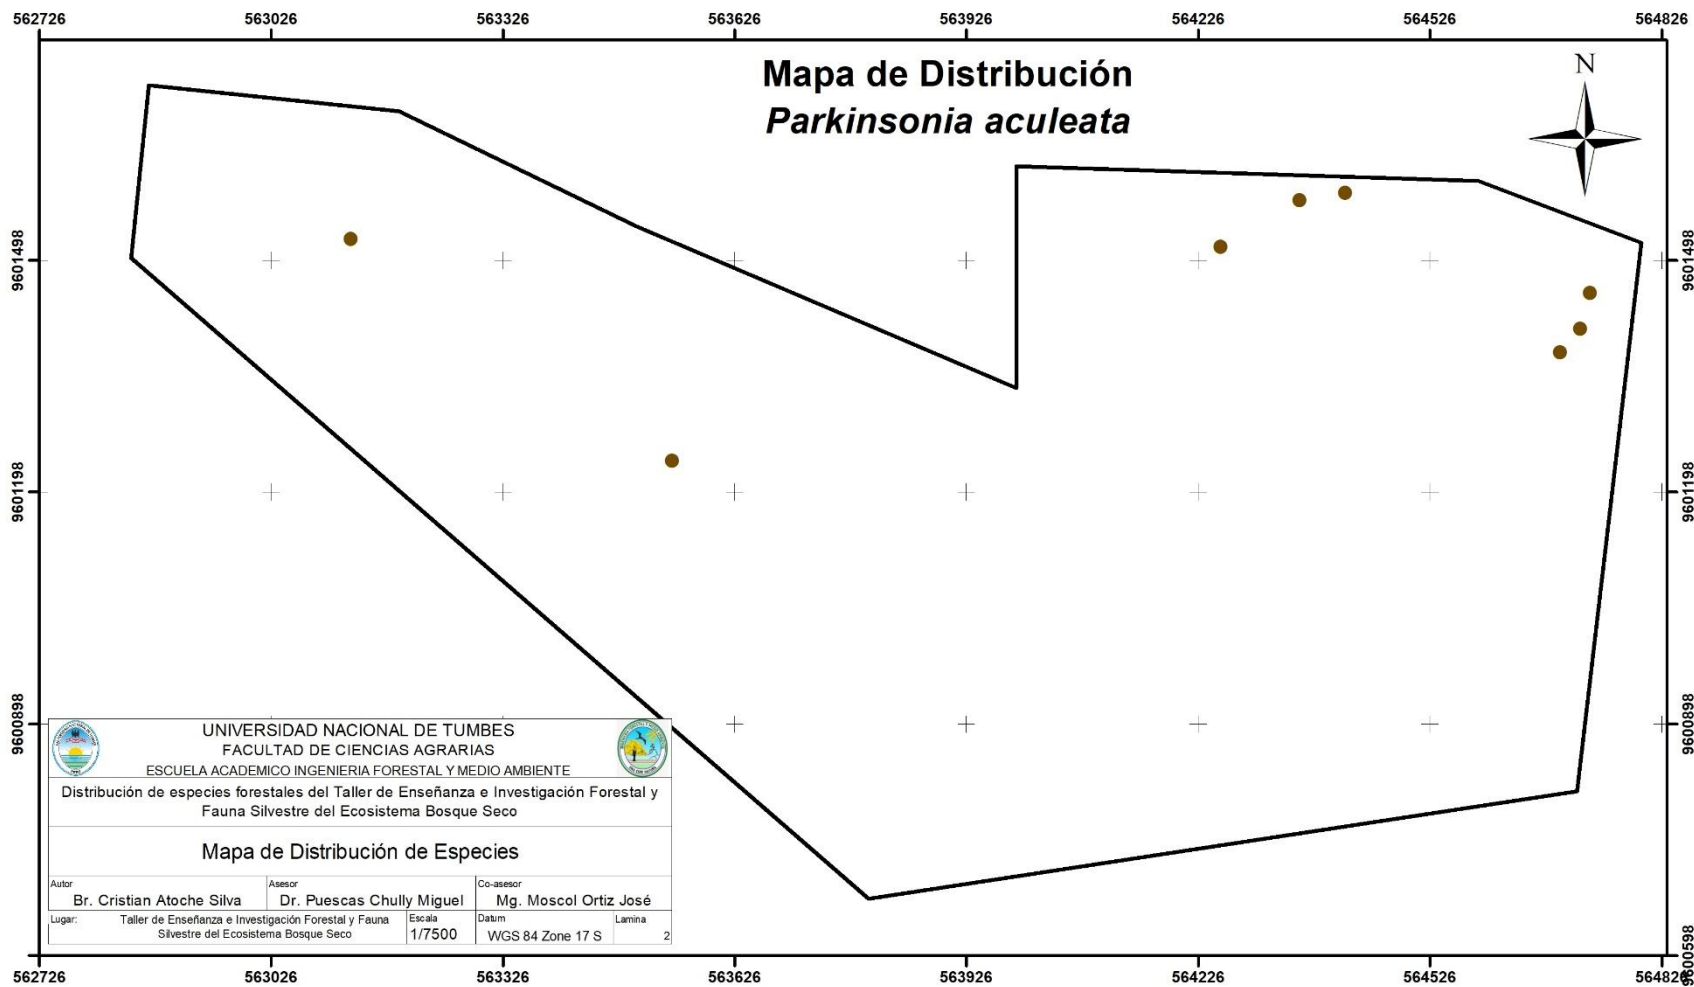 562726 563026 563326 563626 563926 564226 564526 564826
Mapa de Distribución
Parkinsonia aculeata
N
9601498 9601498
9601198 9601198
9600898 9600898
9600598
UNIVERSIDAD NACIONAL DE TUMBES
FACULTAD DE CIENCIAS AGRARIAS
ESCUELA ACADEMICO INGENIERIA FORESTAL Y MEDIO AMBIENTE
Distribución de especies forestales del Taller de Enseñanza e Investigación Forestal y
Fauna Silvestre del Ecosistema Bosque Seco
Mapa de Distribución de Especies
Autor Asesor Co-asesor
Br. Cristian Atoche Silva Dr. Puescas Chully Miguel Mg. Moscol Ortiz José
Lugar: Taller de Enseñanza e Investigación Forestal y Fauna Escala Datum Lamina
Silvestre del Ecosistema Bosque Seco 1/7500 WGS 84 Zone 17 S 2
562726 563026 563326 563626 563926 564226 564526 564826